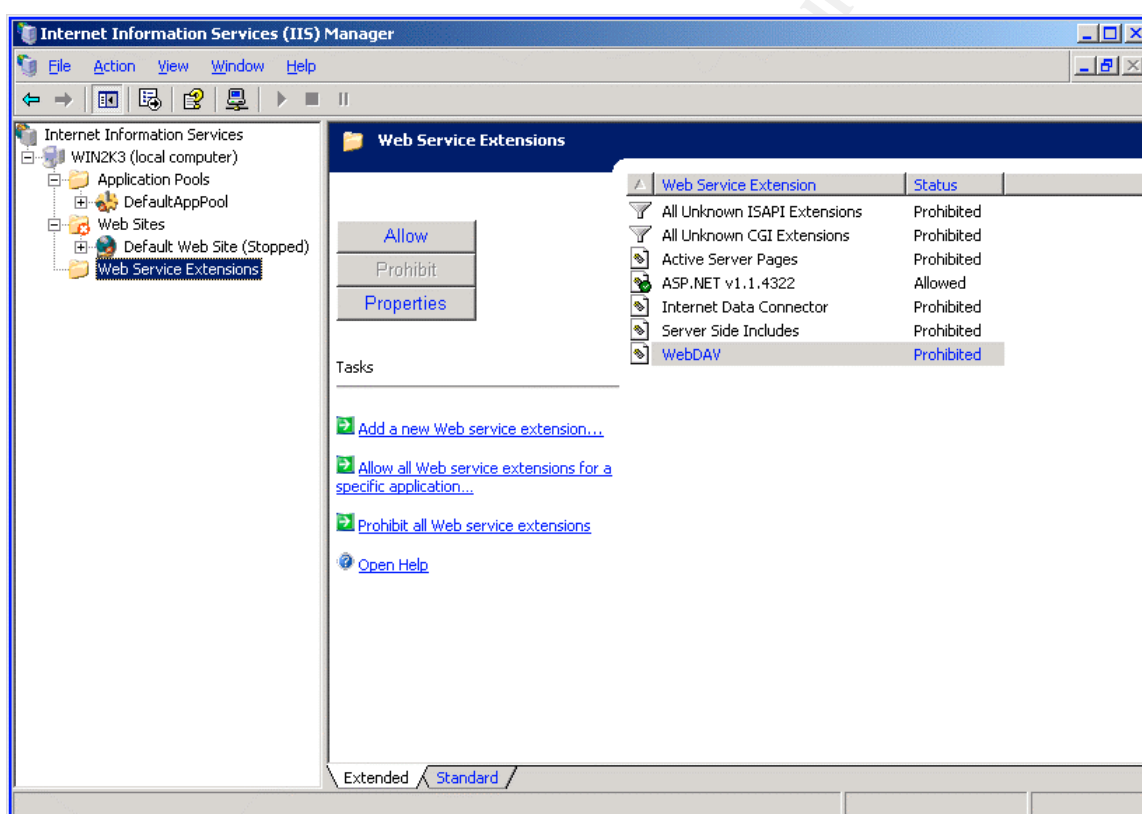 Internet Information Services (IIS) Manager
File Action View Window Help
Internet Information Services
WIN2K3 (local computer)
Application Pools
DefaultAppPool
Web Sites
Default Web Site (Stopped)
Web Service Extensions
Web Service Extensions
Allow
Prohibit
Properties
Tasks
Add a new Web service extension...
Allow all Web service extensions for a
specific application...
Prohibit all Web service extensions
Open Help
Web Service Extension Status
All Unknown ISAPI Extensions Prohibited
All Unknown CGI Extensions Prohibited
Active Server Pages Prohibited
ASP.NET v1.1.4322 Allowed
Internet Data Connector Prohibited
Server Side Includes Prohibited
WebDAV Prohibited
Extended Standard